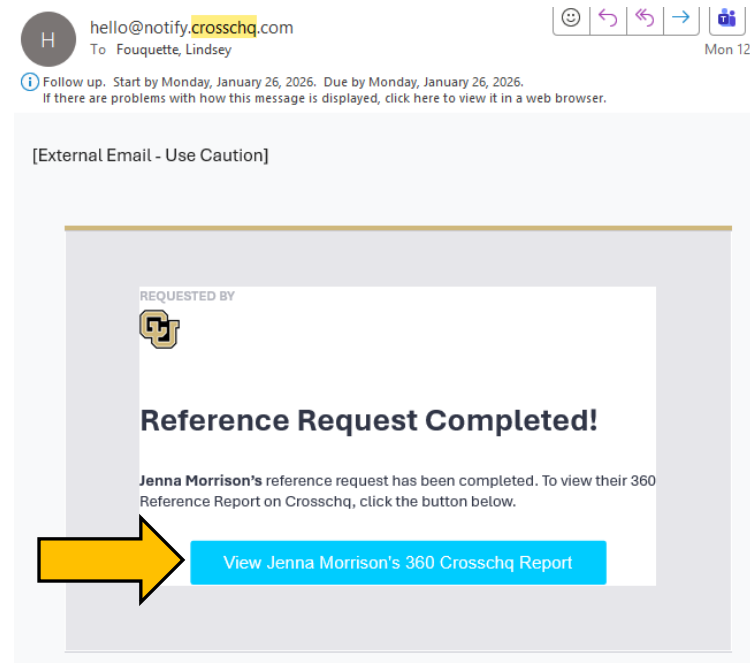 H
hello@notify.crosschq.com
To Fouquette, Lindsey
Mon 12
Follow up. Start by Monday, January 26, 2026. Due by Monday, January 26, 2026.
If there are problems with how this message is displayed, click here to view it in a web browser.
[External Email - Use Caution]
REQUESTED BY
CU
Reference Request Completed!
Jenna Morrison's reference request has been completed. To view their 360
Reference Report on Crosschq, click the button below.
View Jenna Morrison's 360 Crosschq Report